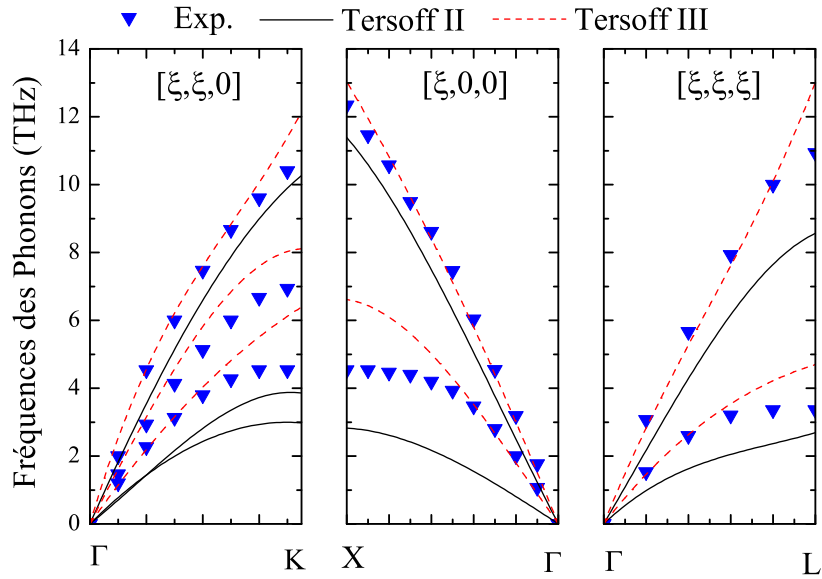 Exp. Tersoff II Tersoff III
[ξ,ξ,0] [ξ,0,0] [ξ,ξ,ξ]
Fréquences des Phonons (THz)
14
12
10
8
6
4
2
0
Γ K X Γ Γ L